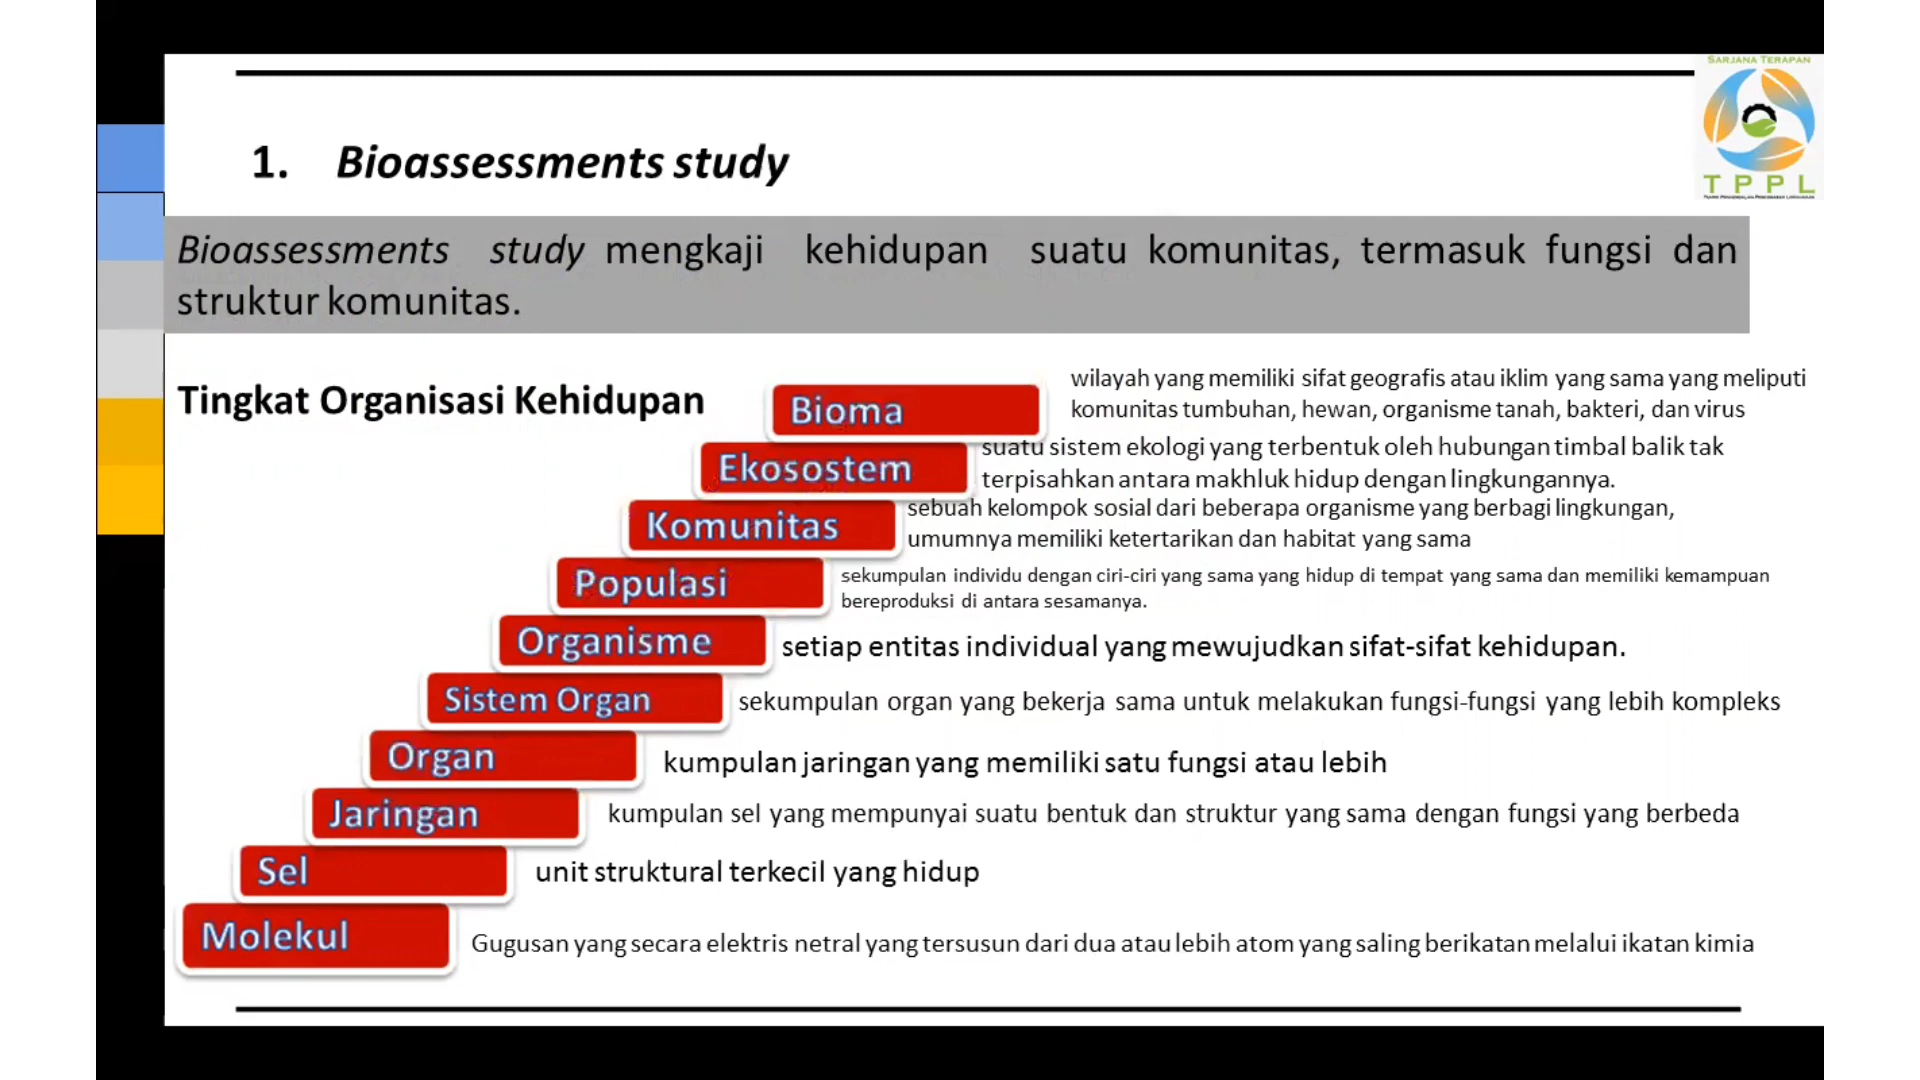 SARJANA TERAPAN
TPPL
1. Bioassessments study
Bioassessments study mengkaji kehidupan suatu komunitas, termasuk fungsi dan
struktur komunitas.
Tingkat Organisasi Kehidupan
Bioma
wilayah yang memiliki sifat geografis atau iklim yang sama yang meliputi
komunitas tumbuhan, hewan, organisme tanah, bakteri, dan virus
Ekosostem
suatu sistem ekologi yang terbentuk oleh hubungan timbal balik tak
terpisahkan antara makhluk hidup dengan lingkungannya.
Komunitas
sebuah kelompok sosial dari beberapa organisme yang berbagi lingkungan,
umumnya memiliki ketertarikan dan habitat yang sama
Populasi
sekumpulan individu dengan ciri-ciri yang sama yang hidup di tempat yang sama dan memiliki kemampuan
bereproduksi di antara sesamanya.
Organisme
setiap entitas individual yang mewujudkan sifat-sifat kehidupan.
Sistem Organ
sekumpulan organ yang bekerja sama untuk melakukan fungsi-fungsi yang lebih kompleks
Organ
kumpulan jaringan yang memiliki satu fungsi atau lebih
Jaringan
kumpulan sel yang mempunyai suatu bentuk dan struktur yang sama dengan fungsi yang berbeda
Sel
unit struktural terkecil yang hidup
Molekul
Gugusan yang secara elektris netral yang tersusun dari dua atau lebih atom yang saling berikatan melalui ikatan kimia